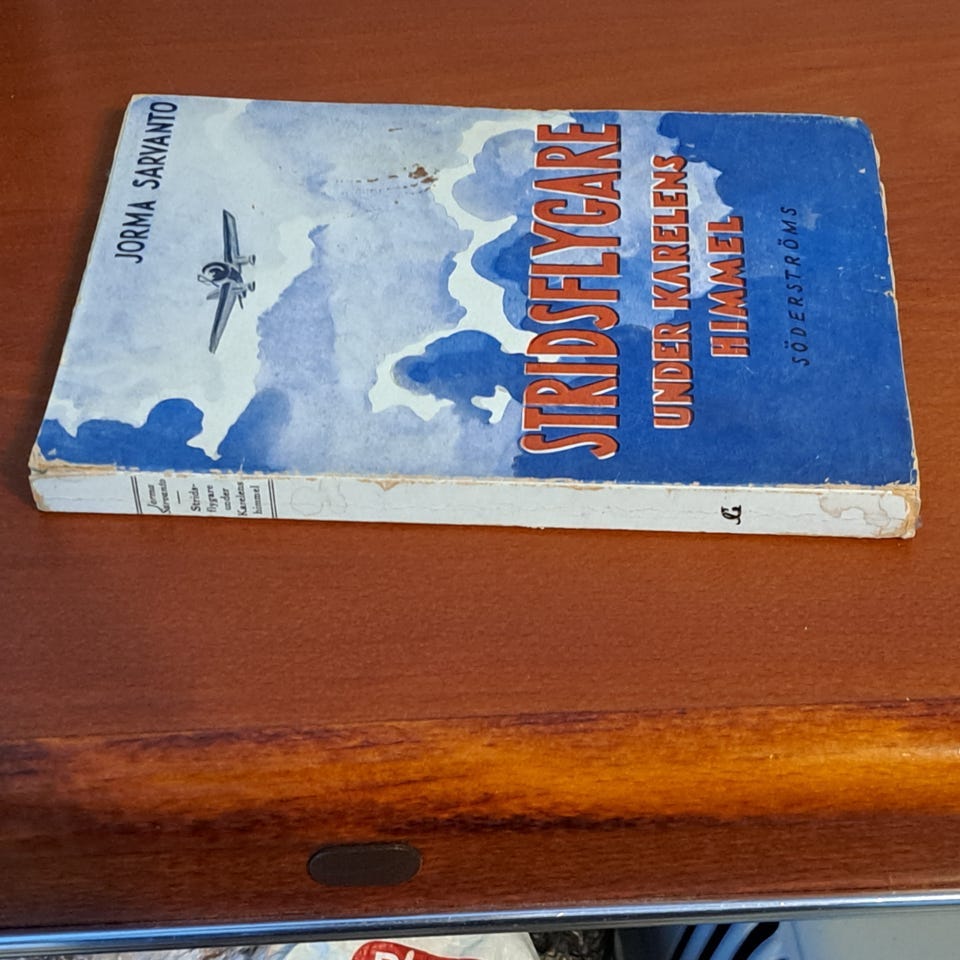 JORMA SARVANTO
STRIDSFLYGARE
UNDER KARELENS
HIMMEL
SÖDERSTRÖMS
Jorma
Sarvanto
Strids-
flygare
under
Karelens
himmel